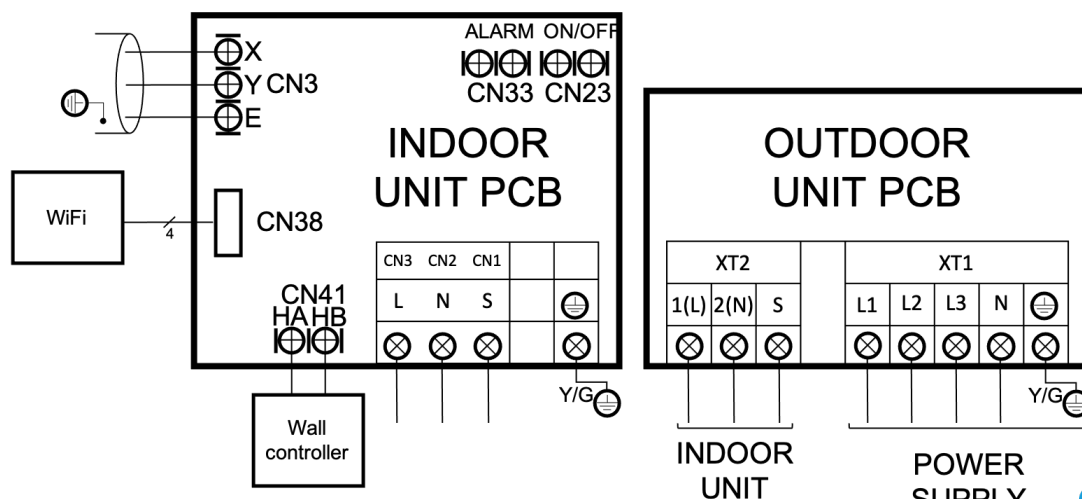 ALARM ON/OFF
X
Y CN3
E
CN33 CN23
INDOOR
UNIT PCB
WiFi
4
CN38
CN3 CN2 CN1
L N S
CN41
HA HB
Y/G
Wall
controller
OUTDOOR
UNIT PCB
XT2 XT1
1(L) 2(N) S L1 L2 L3 N
Y/G
INDOOR
UNIT
POWER
SUPPLY